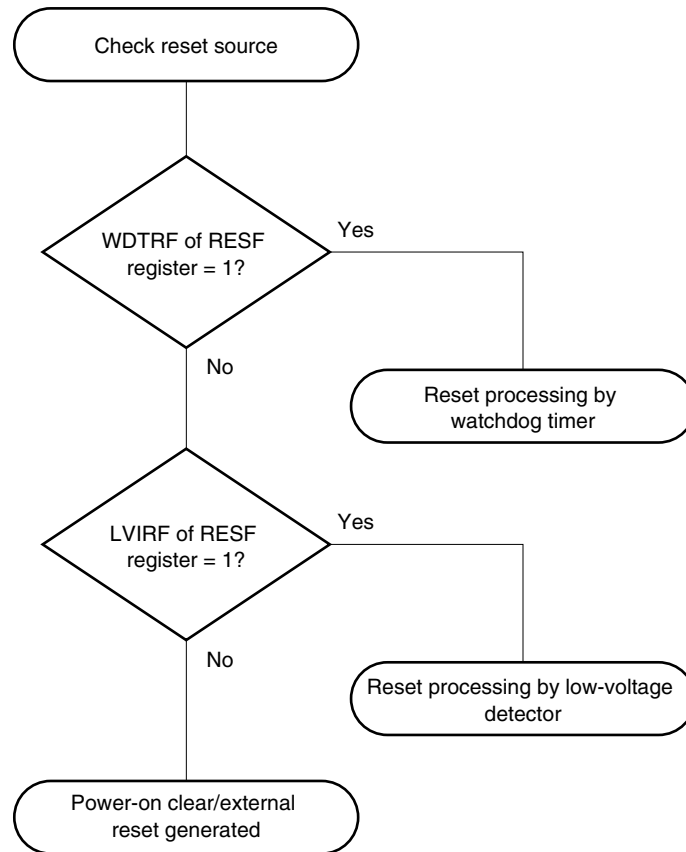 Check reset source
WDTRF of RESF
register = 1?
Yes
No
Reset processing by
watchdog timer
LVIRF of RESF
register = 1?
Yes
No
Reset processing by low-voltage
detector
Power-on clear/external
reset generated